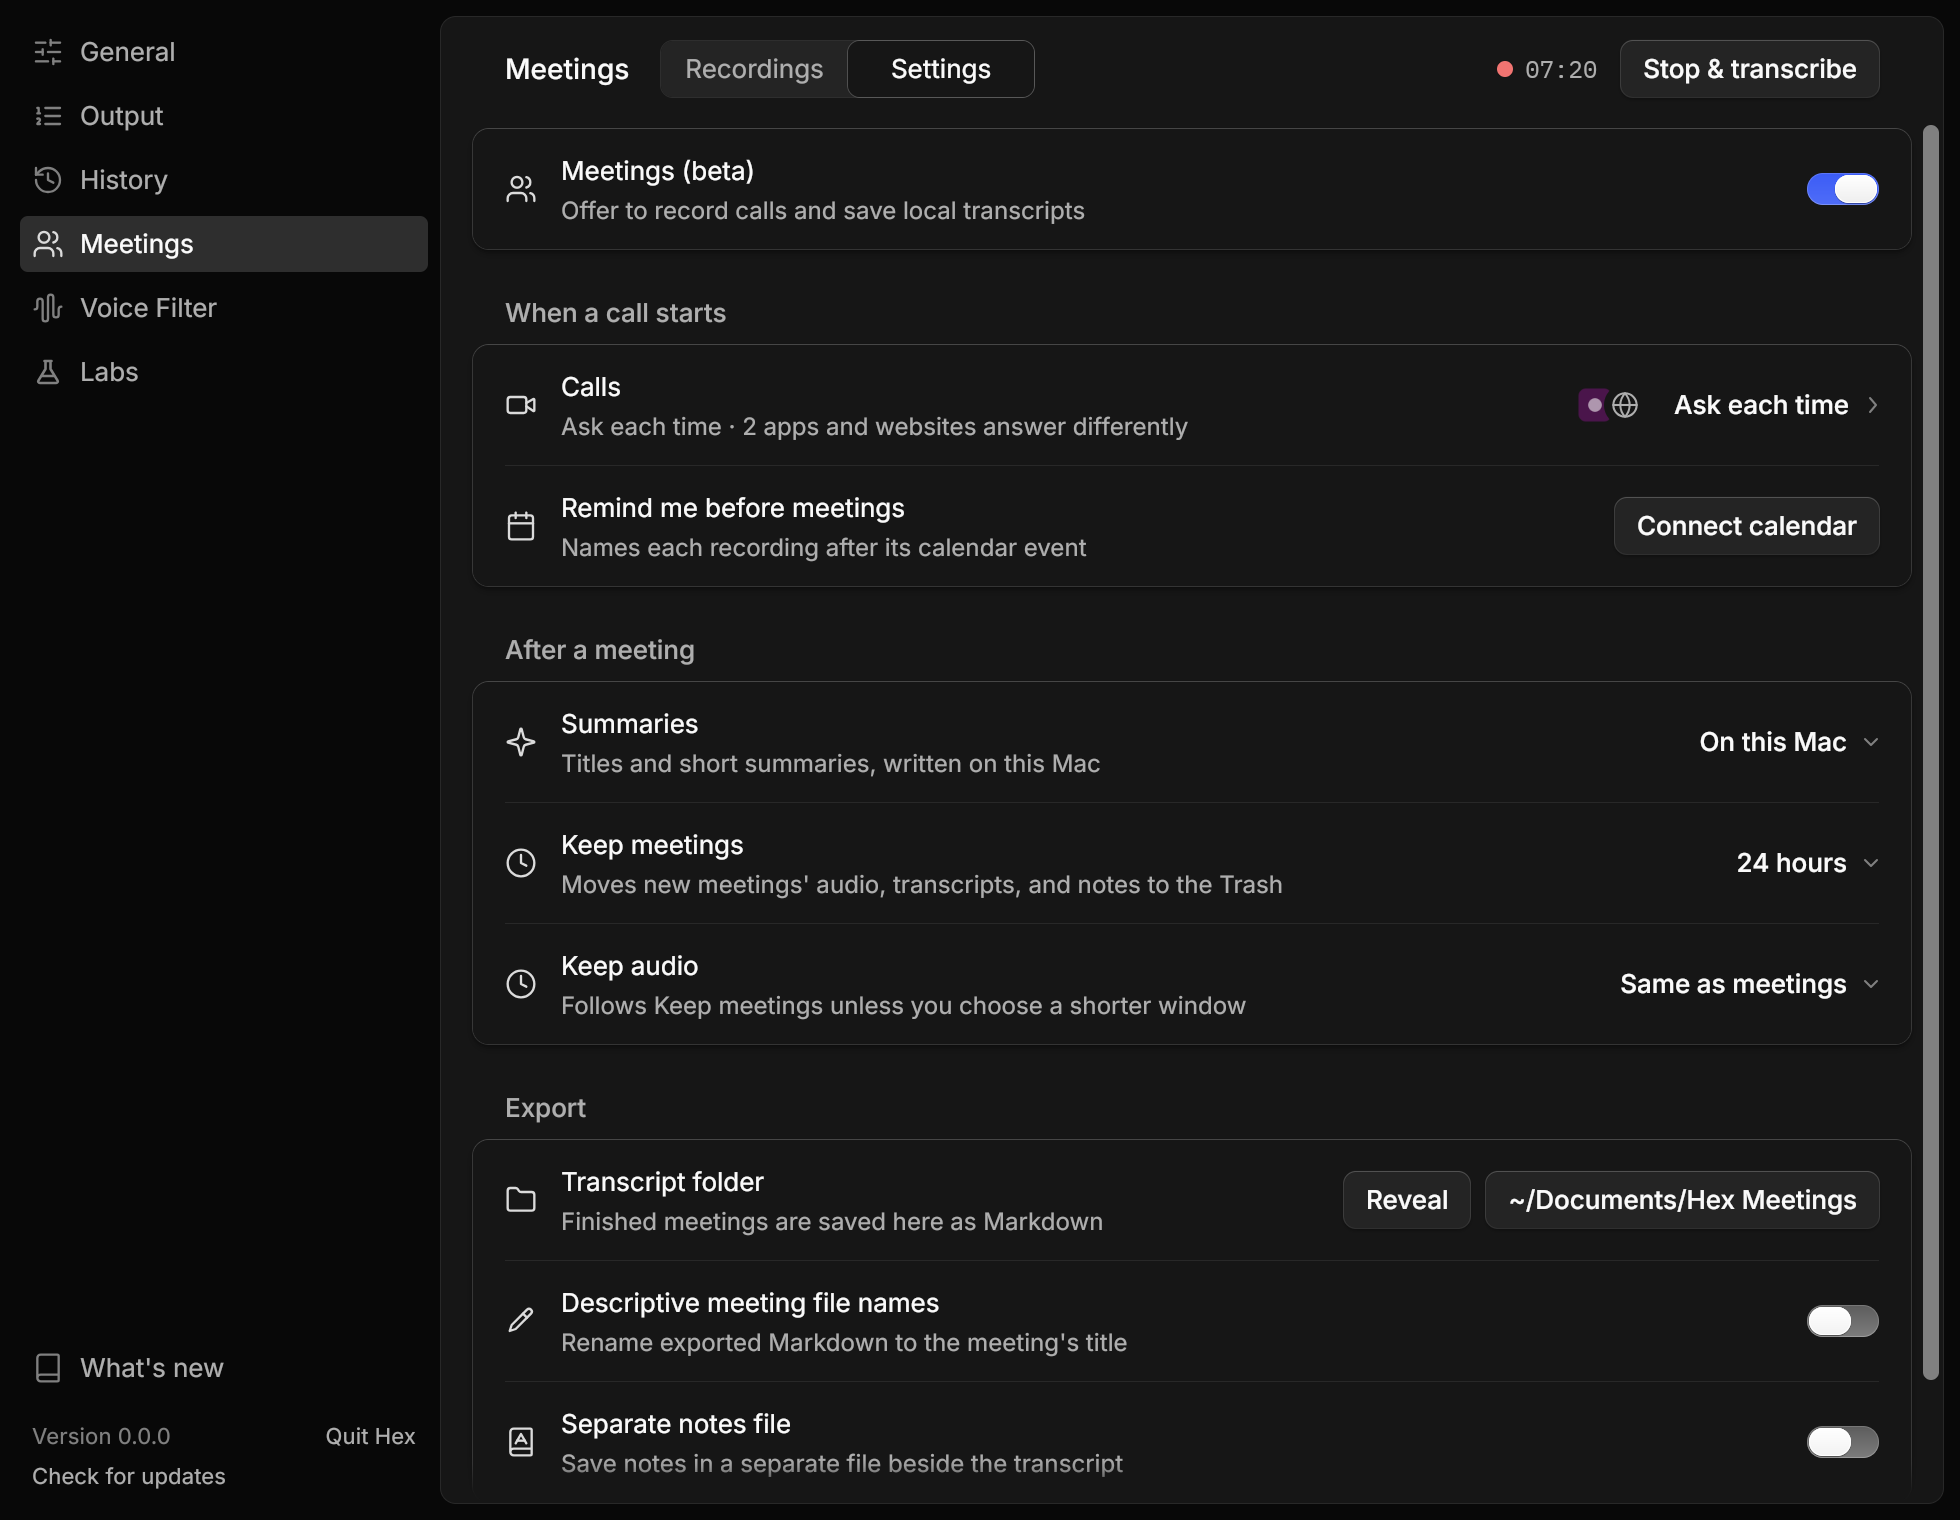 General
Output
History
Meetings
Voice Filter
Labs
What's new
Version 0.0.0
Quit Hex
Check for updates
Meetings
Recordings
Settings
07:20
Stop & transcribe
Meetings (beta)
Offer to record calls and save local transcripts
When a call starts
Calls
Ask each time · 2 apps and websites answer differently
Ask each time
Remind me before meetings
Names each recording after its calendar event
Connect calendar
After a meeting
Summaries
Titles and short summaries, written on this Mac
On this Mac
Keep meetings
Moves new meetings' audio, transcripts, and notes to the Trash
24 hours
Keep audio
Follows Keep meetings unless you choose a shorter window
Same as meetings
Export
Transcript folder
Finished meetings are saved here as Markdown
Reveal
~/Documents/Hex Meetings
Descriptive meeting file names
Rename exported Markdown to the meeting's title
Separate notes file
Save notes in a separate file beside the transcript